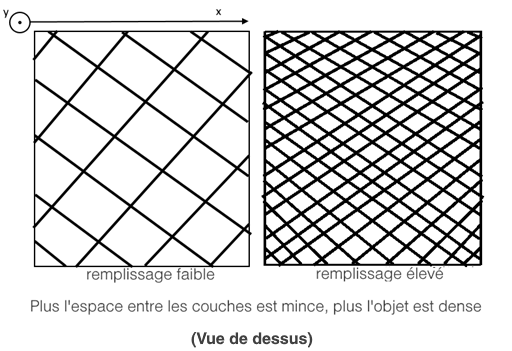 y
x
remplissage faible
remplissage élevé
Plus l'espace entre les couches est mince, plus l'objet est dense
(Vue de dessus)